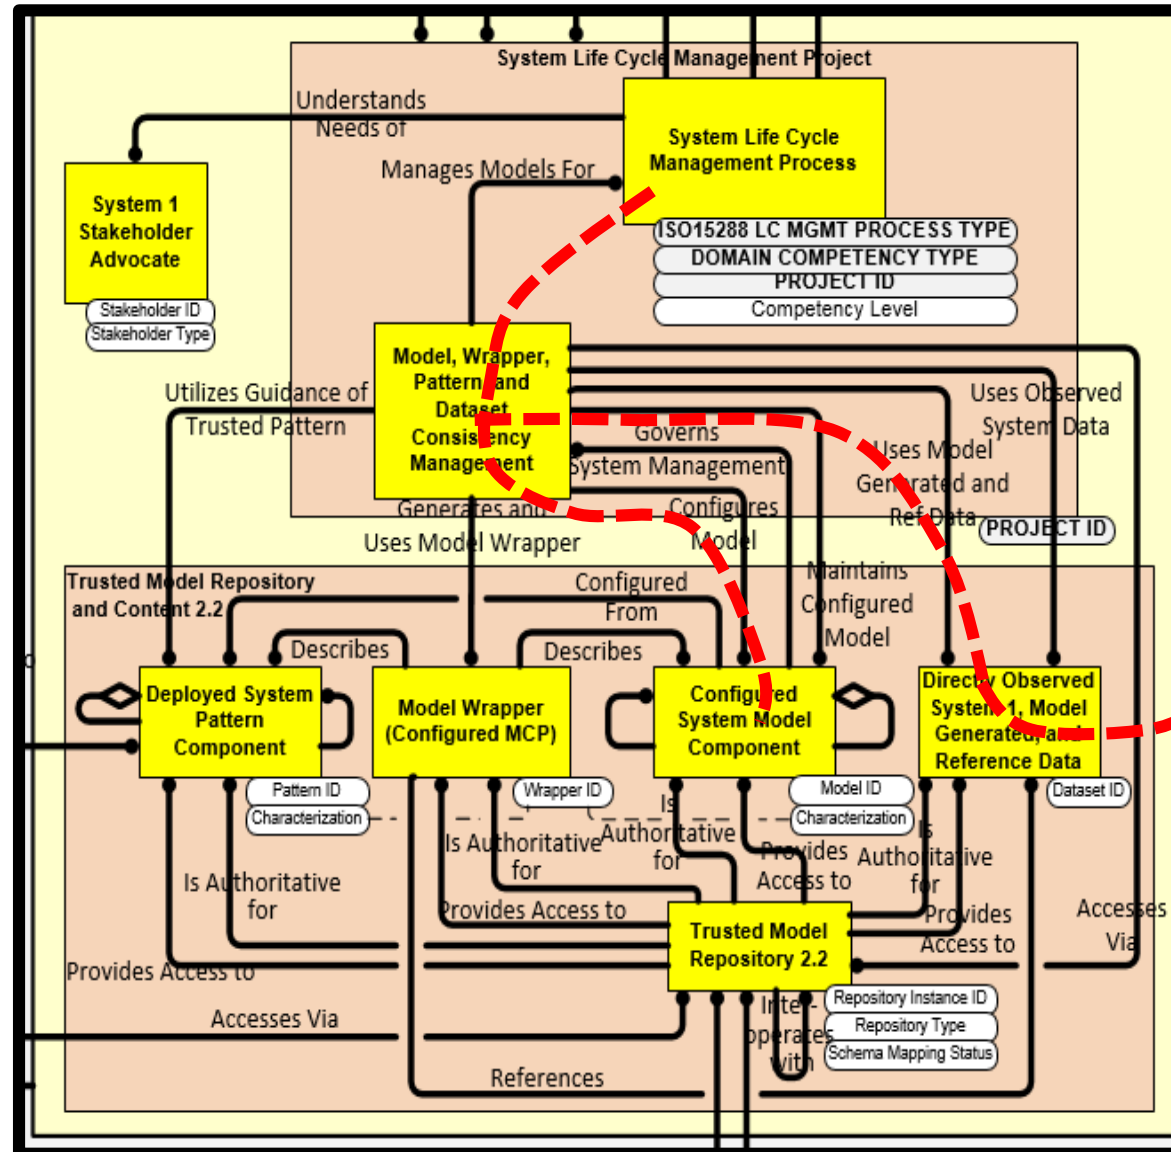 System Life Cycle Management Project
Understands
Needs of
System Life Cycle
Management Process
Manages Models For
System 1
Stakeholder
Advocate
ISO15288 LC MGMT PROCESS TYPE
DOMAIN COMPETENCY TYPE
PROJECT ID
Competency Level
Stakeholder ID
Stakeholder Type
Model, Wrapper,
Pattern, and
Dataset
Consistency
Management
Utilizes Guidance of
Trusted Pattern
Governs
System Management
Uses Observed
System Data
Uses Model
Generated and
Ref Data
Generates and
Uses Model Wrapper
Configures
Model
PROJECT ID
Maintains
Configured
Model
Trusted Model Repository
and Content 2.2
Configured
From
Describes
Describes
Deployed System
Pattern
Component
Model Wrapper
(Configured MCP)
Configured
System Model
Component
Directly Observed
System 1, Model
Generated, and
Reference Data
Pattern ID
Characterization
Wrapper ID
Model ID
Characterization
Dataset ID
Is Authoritative
for
Is Authoritative
for
Is
Authoritative
for
Provides
Access to
Is
Authoritative
for
Provides Access to
Provides Access to
Provides
Access to
Accesses
Via
Trusted Model
Repository 2.2
Repository Instance ID
Repository Type
Schema Mapping Status
Inter-
operates
with
Accesses Via
References